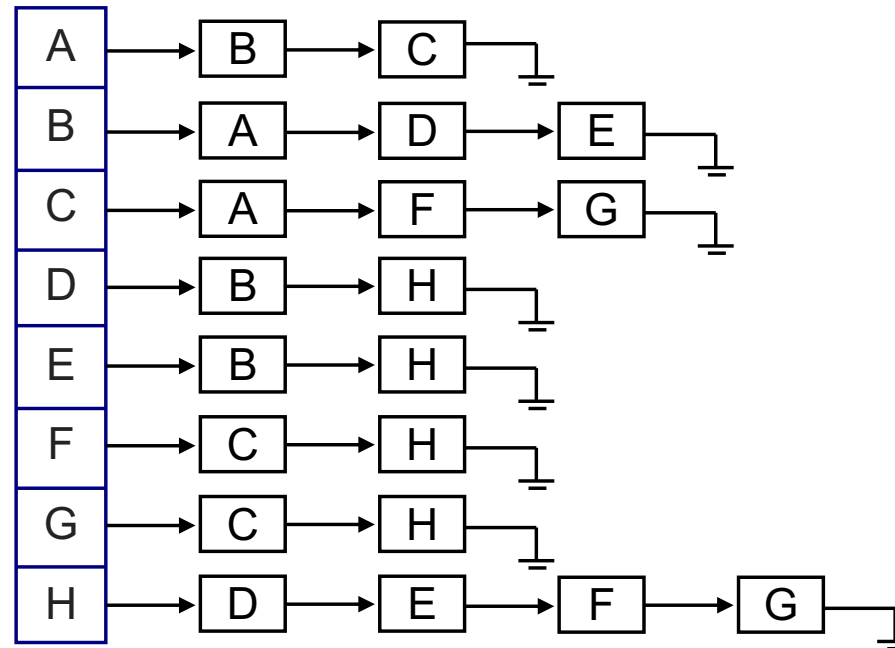 A B C
B A D E
C A F G
D B H
E B H
F C H
G C H
H D E F G